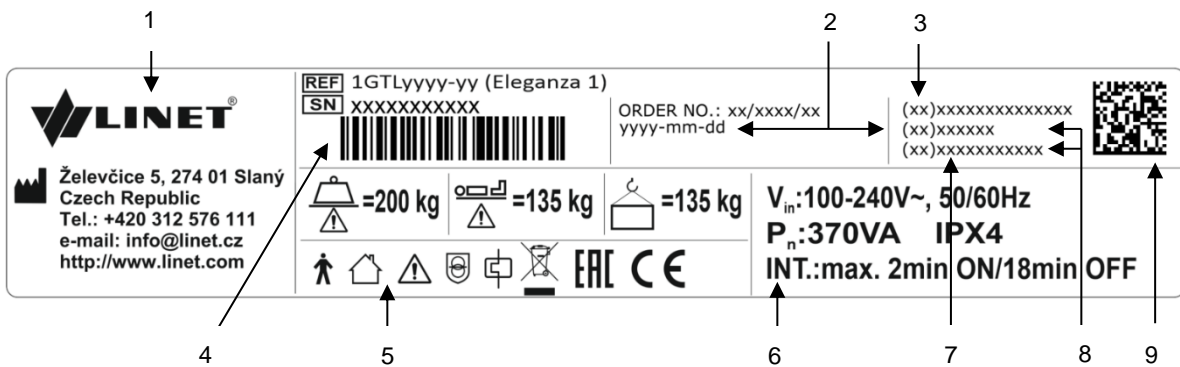 1
2
3
LINET®
Želevčice 5, 274 01 Slaný
Czech Republic
Tel.: +420 312 576 111
e-mail: info@linet.cz
http://www.linet.com
REF 1GTLyyyy-yy (Eleganza 1)
SN xxxxxxxxxxx
ORDER NO.: xx/xxxx/xx
yyyy-mm-dd
(xx)xxxxxxxxxxxxxx
(xx)xxxxxx
(xx)xxxxxxxxxxx
=200 kg
=135 kg
=135 kg
Vin:100-240V~, 50/60Hz
Pn:370VA IPX4
INT.:max. 2min ON/18min OFF
EAC CE
4
5
6
7
8
9